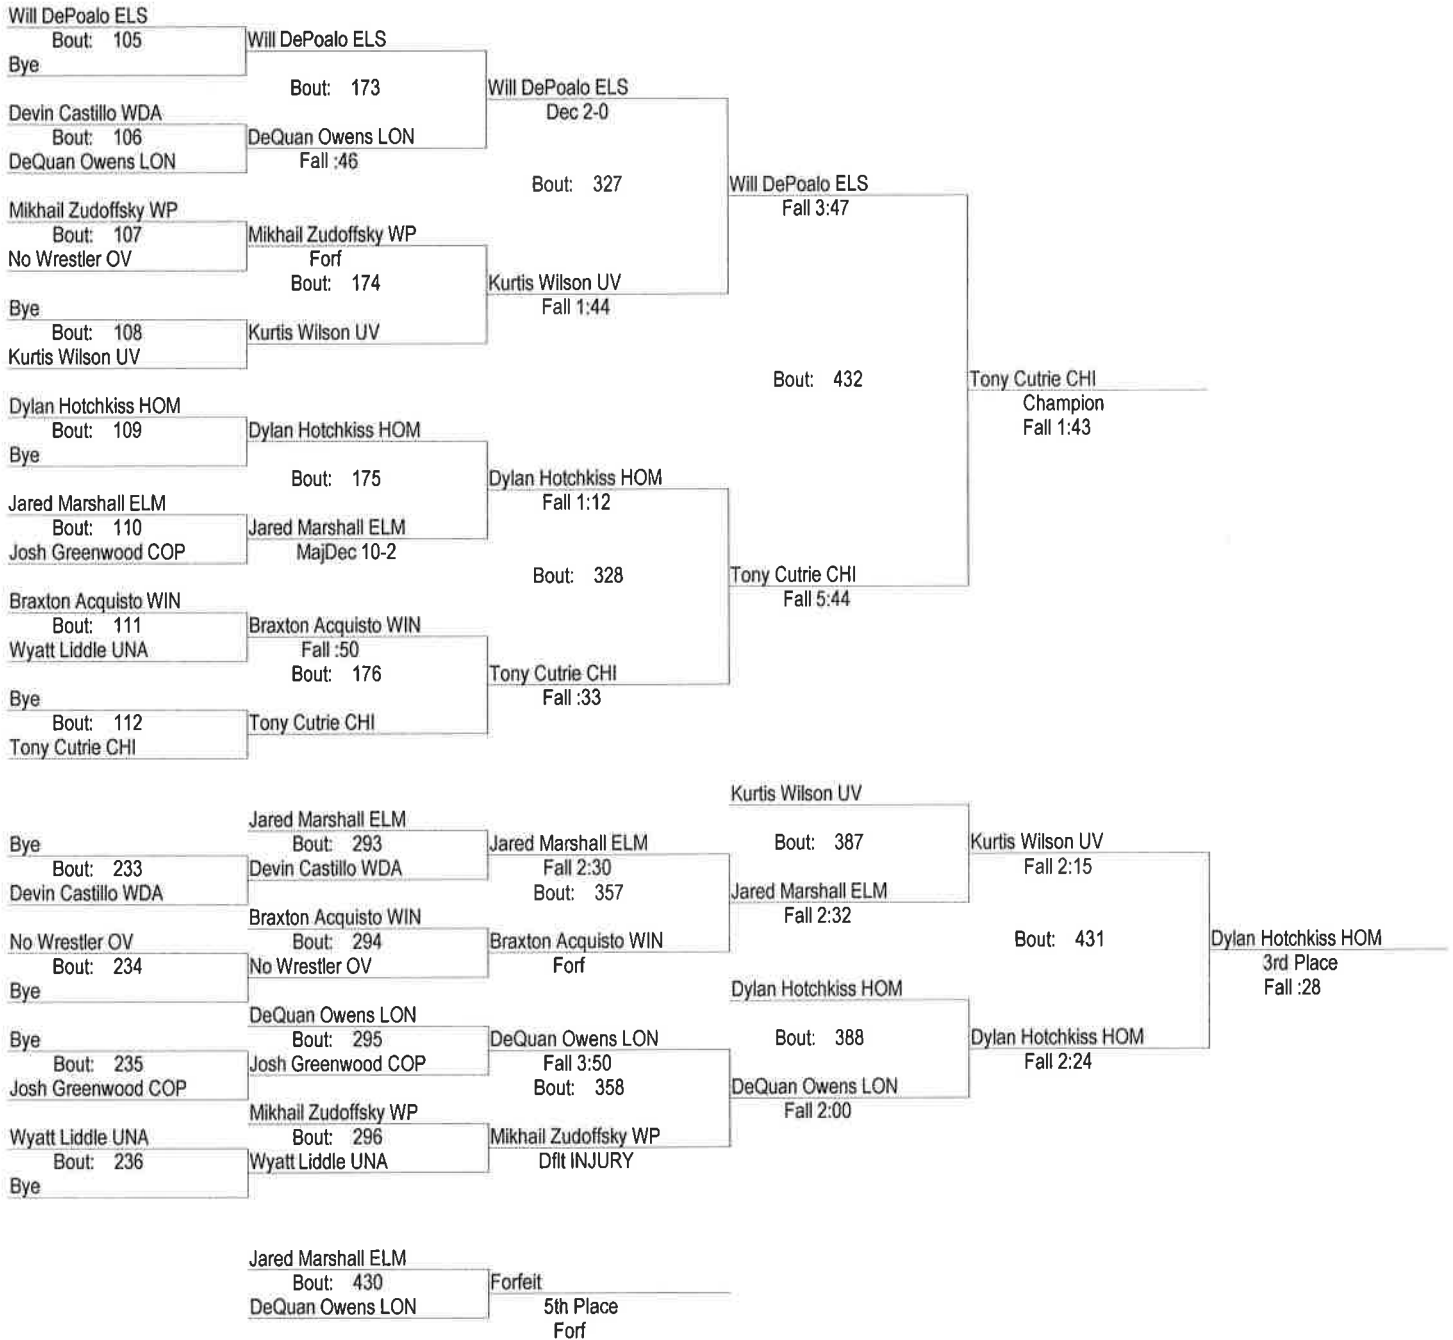 Will DePoalo ELS
Bout: 105
Bye
Will DePoalo ELS
Bout: 173
Devin Castillo WDA
Bout: 106
DeQuan Owens LON
DeQuan Owens LON
Fall :46
Will DePoalo ELS
Dec 2-0
Bout: 327
Mikhail Zudoffsky WP
Bout: 107
No Wrestler OV
Mikhail Zudoffsky WP
Forf
Bout: 174
Bye
Bout: 108
Kurtis Wilson UV
Kurtis Wilson UV
Kurtis Wilson UV
Fall 1:44
Will DePoalo ELS
Fall 3:47
Bout: 432
Dylan Hotchkiss HOM
Bout: 109
Bye
Dylan Hotchkiss HOM
Bout: 175
Jared Marshall ELM
Bout: 110
Josh Greenwood COP
Jared Marshall ELM
MajDec 10-2
Dylan Hotchkiss HOM
Fall 1:12
Bout: 328
Braxton Acquisto WIN
Bout: 111
Wyatt Liddle UNA
Braxton Acquisto WIN
Fall :50
Bout: 176
Bye
Bout: 112
Tony Cutrie CHI
Tony Cutrie CHI
Tony Cutrie CHI
Fall :33
Tony Cutrie CHI
Fall 5:44
Tony Cutrie CHI
Champion
Fall 1:43
Bye
Bout: 233
Devin Castillo WDA
Jared Marshall ELM
Bout: 293
Devin Castillo WDA
Jared Marshall ELM
Fall 2:30
Bout: 357
No Wrestler OV
Bout: 234
Bye
Braxton Acquisto WIN
Bout: 294
No Wrestler OV
Braxton Acquisto WIN
Forf
Kurtis Wilson UV
Bout: 387
Jared Marshall ELM
Fall 2:32
Kurtis Wilson UV
Fall 2:15
Bout: 431
Bye
Bout: 235
Josh Greenwood COP
DeQuan Owens LON
Bout: 295
Josh Greenwood COP
DeQuan Owens LON
Fall 3:50
Bout: 358
Wyatt Liddle UNA
Bout: 236
Bye
Mikhail Zudoffsky WP
Bout: 296
Wyatt Liddle UNA
Mikhail Zudoffsky WP
Dflt INJURY
Dylan Hotchkiss HOM
Bout: 388
DeQuan Owens LON
Fall 2:00
Dylan Hotchkiss HOM
Fall 2:24
Dylan Hotchkiss HOM
3rd Place
Fall :28
Jared Marshall ELM
Bout: 430
DeQuan Owens LON
Forfeit
5th Place
Forf